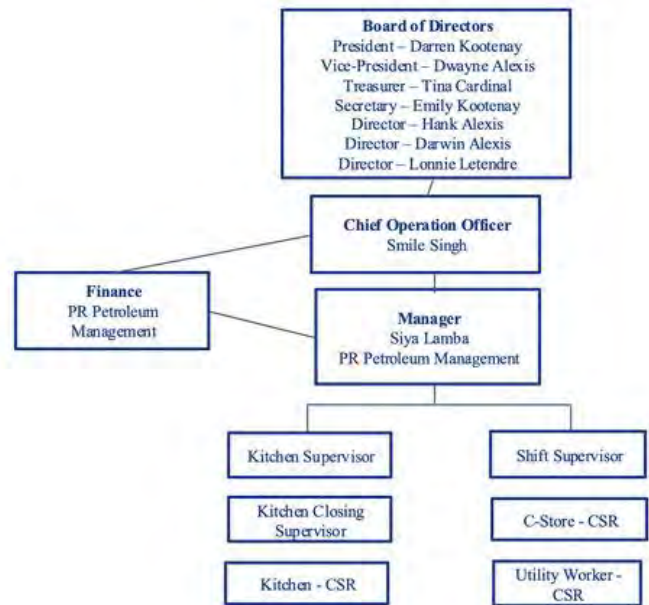 Board of Directors
President – Darren Kootenay
Vice-President – Dwayne Alexis
Treasurer – Tina Cardinal
Secretary – Emily Kootenay
Director – Hank Alexis
Director – Darwin Alexis
Director – Lonnie Letendre
Chief Operation Officer
Smile Singh
Finance
PR Petroleum
Management
Manager
Siya Lamba
PR Petroleum Management
Kitchen Supervisor
Shift Supervisor
Kitchen Closing
Supervisor
C-Store - CSR
Kitchen - CSR
Utility Worker -
CSR